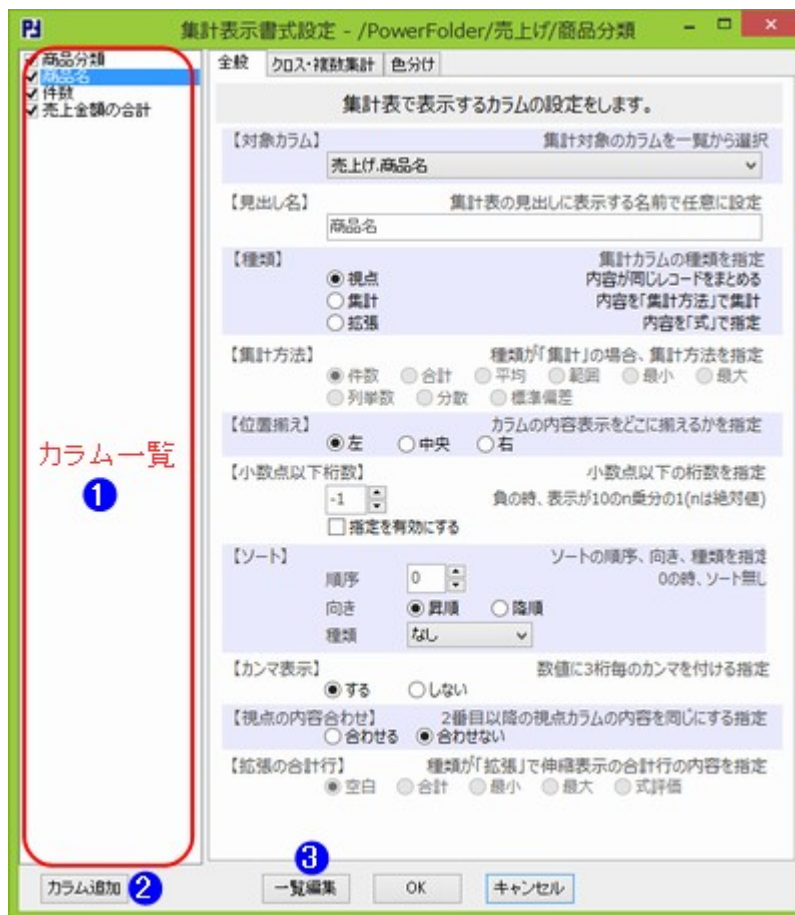 集計表示書式設定 - /PowerFolder/売上げ/商品分類
商品分類
商品名
件数
売上金額の合計
カラム一覧
1
全般 クロス・複数集計 色分け
集計表で表示するカラムの設定をします。
【対象カラム】 集計対象のカラムを一覧から選択
売上げ.商品名
【見出し名】 集計表の見出しに表示する名前で任意に設定
商品名
【種類】 集計カラムの種類を指定
視点 内容が同じレコードをまとめる
集計 内容を「集計方法」で集計
拡張 内容を「式」で指定
【集計方法】 種類が「集計」の場合、集計方法を指定
件数 合計 平均 範囲 最小 最大
列挙数 分散 標準偏差
【位置揃え】 カラムの内容表示をどこに揃えるかを指定
左 中央 右
【小数点以下桁数】 小数点以下の桁数を指定
-1 負の時、表示が10のn乗分の1(nは絶対値)
指定を有効にする
【ソート】 ソートの順序、向き、種類を指定
順序 0 0の時、ソート無し
向き 昇順 降順
種類 なし
【カンマ表示】 数値に3桁毎のカンマを付ける指定
する しない
【視点の内容合わせ】 2番目以降の視点カラムの内容を同じにする指定
合わせる 合わせない
【拡張の合計行】 種類が「拡張」で伸縮表示の合計行の内容を指定
空白 合計 最小 最大 式評価
3
カラム追加 2 一覧編集 OK キャンセル